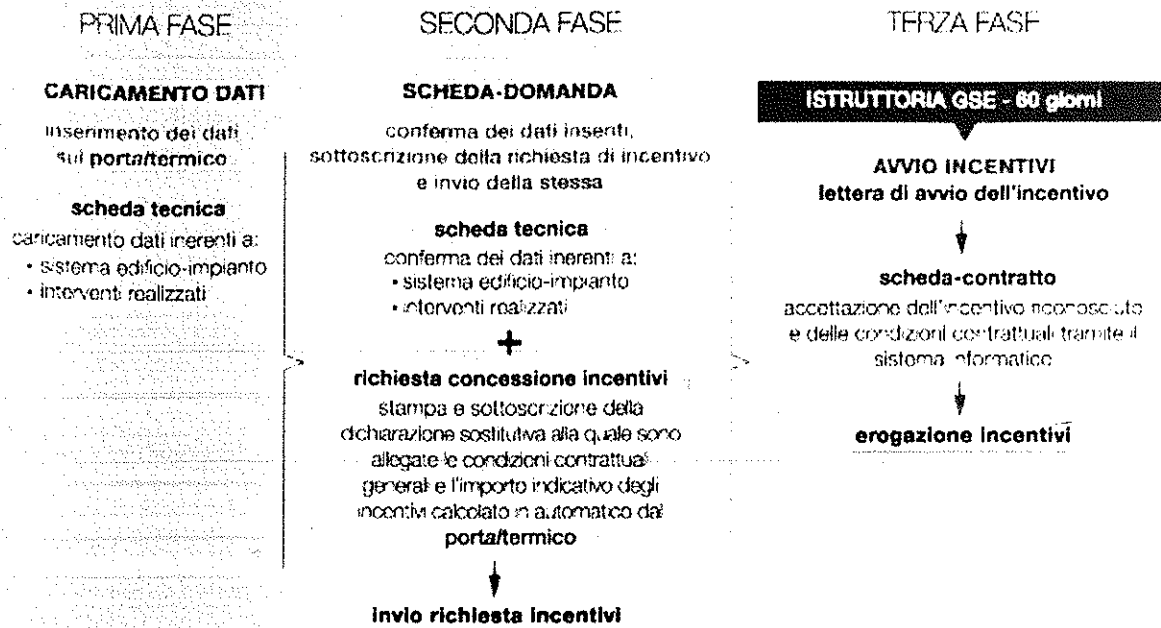 PRIMA FASE
CARICAMENTO DATI
inserimento dei dati
sul portaltermico
scheda tecnica
caricamento dati inerenti a:
• sistema edificio-impianto
• interventi realizzati
SECONDA FASE
SCHEDA-DOMANDA
conferma dei dati inseriti,
sottoscrizione della richiesta di incentivo
e invio della stessa
scheda tecnica
conferma dei dati inerenti a:
• sistema edificio-impianto
• interventi realizzati
+
richiesta concessione incentivi
stampa e sottoscrizione della
dichiarazione sostitutiva alla quale sono
allegate le condizioni contrattuali
generali e l'importo indicativo degli
incentivi calcolato in automatico dal
portaltermico
invio richiesta incentivi
TERZA FASE
ISTRUTTORIA GSE - 60 giorni
AVVIO INCENTIVI
lettera di avvio dell'incentivo
scheda-contratto
accettazione dell'incentivo riconosciuto
e delle condizioni contrattuali tramite il
sistema informatico
erogazione incentivi